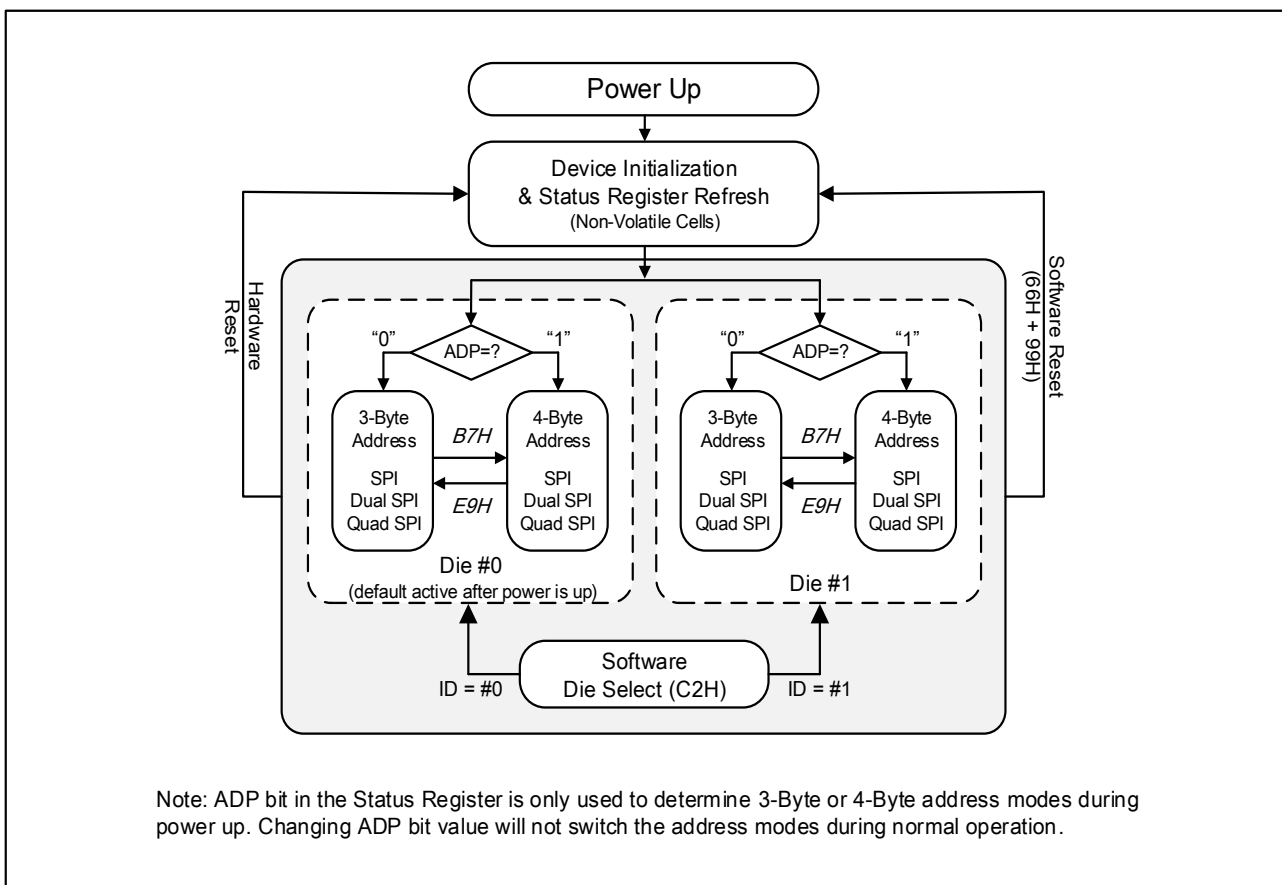 Power Up
Device Initialization
& Status Register Refresh
(Non-Volatile Cells)
Hardware
Reset
Software Reset
(66H + 99H)
“0”
ADP=?
“1”
3-Byte
Address
SPI
Dual SPI
Quad SPI
B7H
E9H
4-Byte
Address
SPI
Dual SPI
Quad SPI
Die #0
(default active after power is up)
“0”
ADP=?
“1”
3-Byte
Address
SPI
Dual SPI
Quad SPI
B7H
E9H
4-Byte
Address
SPI
Dual SPI
Quad SPI
Die #1
Software
Die Select (C2H)
ID = #0
ID = #1
Note: ADP bit in the Status Register is only used to determine 3-Byte or 4-Byte address modes during
power up. Changing ADP bit value will not switch the address modes during normal operation.